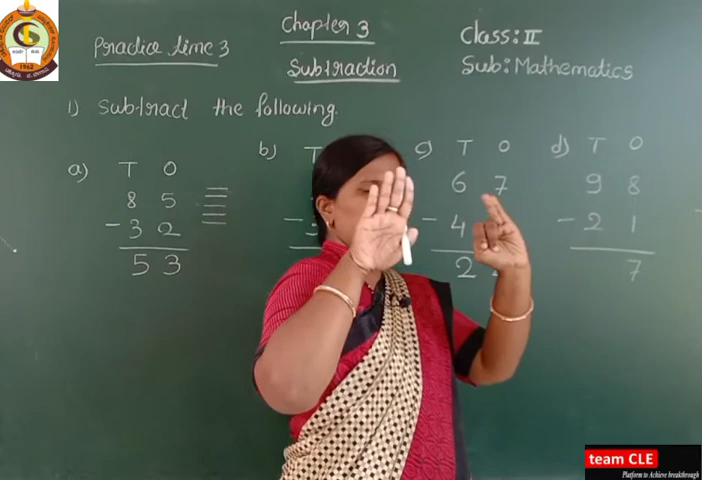 Practice time 3
Chapter 3
Class: II
Subtraction
Sub: Mathematics
1) Subtract the following.
a) T O
8 5
- 3 2
5 3
b) T
-
c) T O
6 7
- 4
2
d) T O
9 8
- 2 1
7
1962
team CLE
Platform to Achieve breakthrough